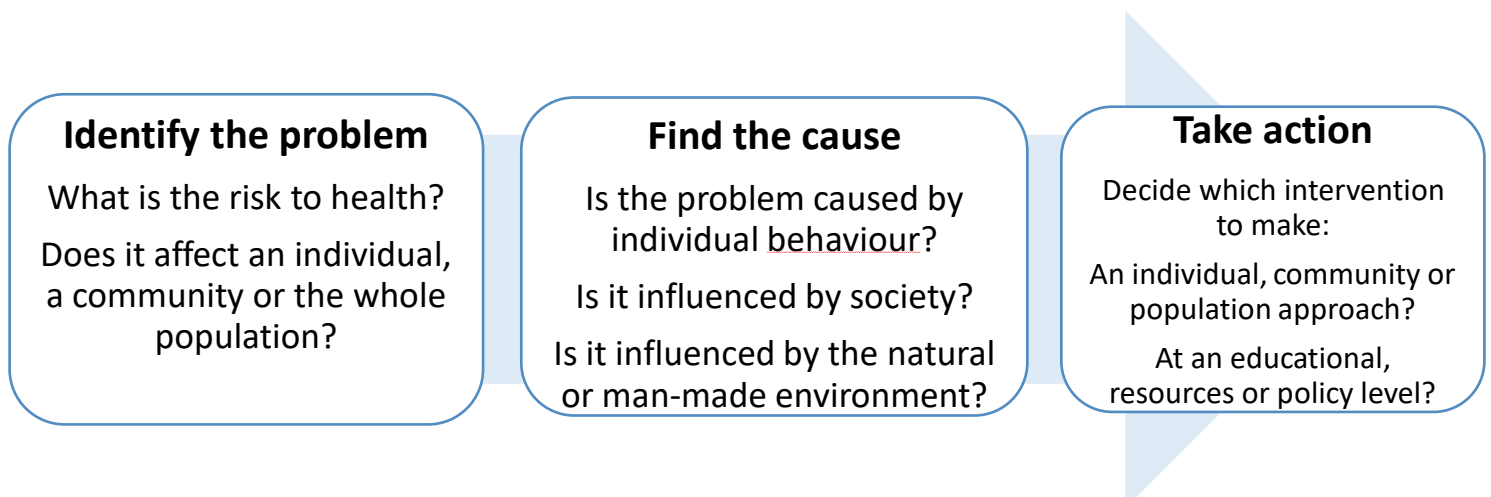 Identify the problem
What is the risk to health?
Does it affect an individual,
a community or the whole
population?
Find the cause
Is the problem caused by
individual behaviour?
Is it influenced by society?
Is it influenced by the natural
or man-made environment?
Take action
Decide which intervention
to make:
An individual, community or
population approach?
At an educational,
resources or policy level?